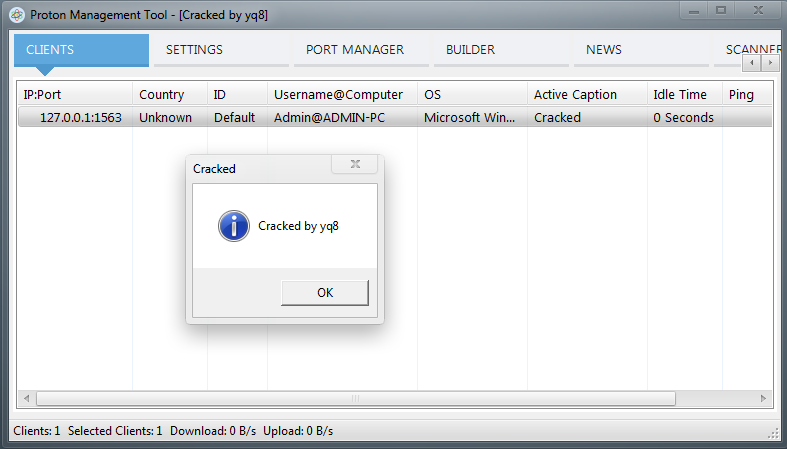 Proton Management Tool - [Cracked by yq8]
CLIENTS SETTINGS PORT MANAGER BUILDER NEWS SCANNER
IP:Port Country ID Username@Computer OS Active Caption Idle Time Ping
127.0.0.1:1563 Unknown Default Admin@ADMIN-PC Microsoft Win... Cracked 0 Seconds
Cracked
Cracked by yq8
OK
Clients: 1 Selected Clients: 1 Download: 0 B/s Upload: 0 B/s